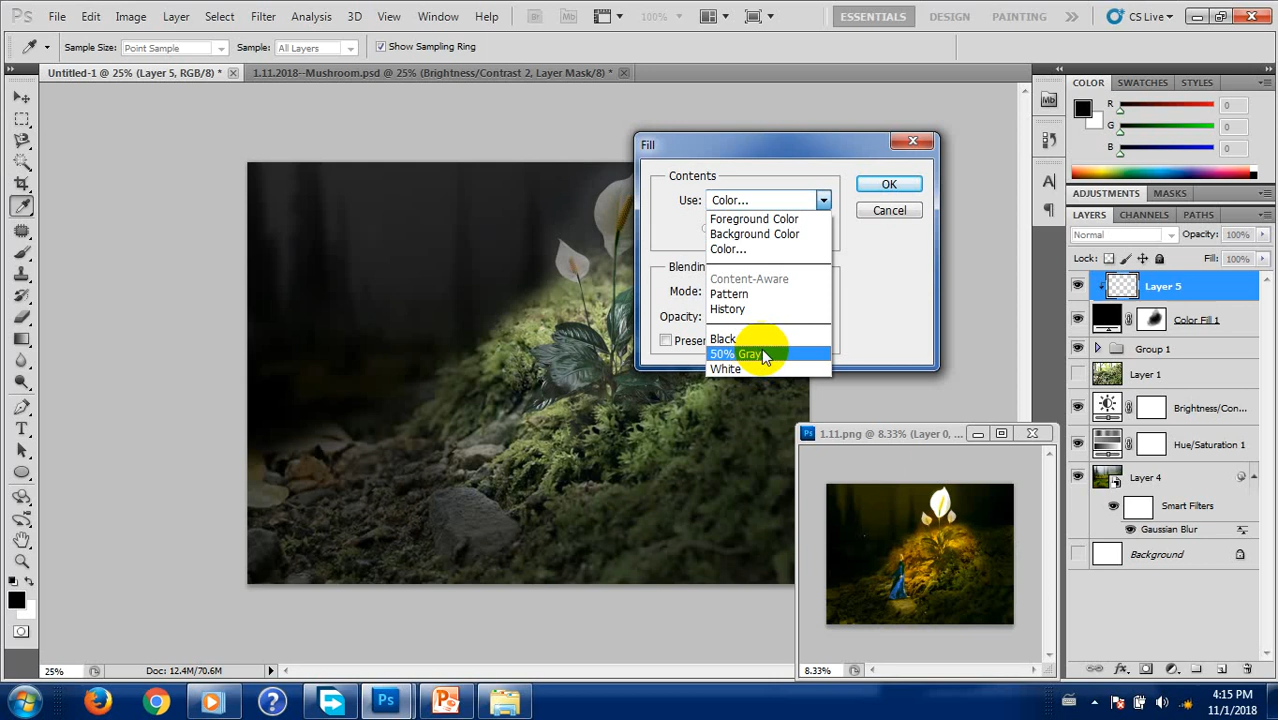 Ps File Edit Image Layer Select Filter Analysis 3D View Window Help Br Mb 100% ESSENTIALS DESIGN PAINTING CS Live
Sample Size: Point Sample Sample: All Layers Show Sampling Ring
Untitled-1 @ 25% (Layer 5, RGB/8) * 1.11.2018--Mushroom.psd @ 25% (Brightness/Contrast 2, Layer Mask/8) *
COLOR SWATCHES STYLES
R 0
G 0
B 0
Mb
ADJUSTMENTS MASKS
LAYERS CHANNELS PATHS
Normal Opacity: 100%
Lock: Fill: 100%
Layer 5
Color Fill 1
Group 1
Layer 1
Brightness/Con...
Hue/Saturation 1
Layer 4
Smart Filters
Gaussian Blur
Background
Fill
Contents
Use: Color...
OK
Cancel
Foreground Color
Background Color
Color...
Content-Aware
Pattern
History
Black
50% Gray
White
Mode:
Opacity:
1.11.png @ 8.33% (Layer 0, ...
8.33%
25% Doc: 12.4M/70.6M
4:15 PM
11/1/2018